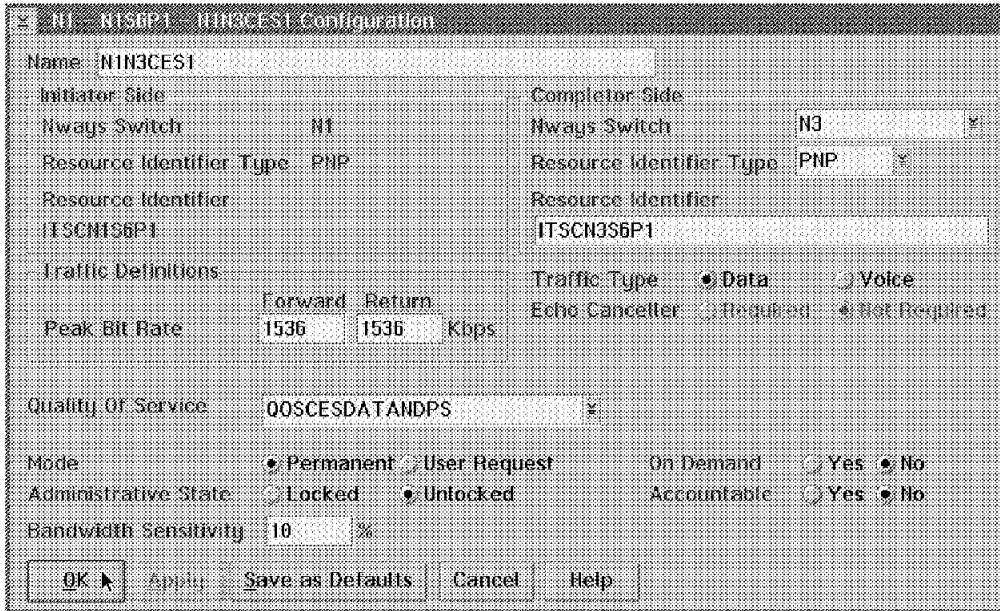 N1 - N1S6P1 - N1N3CES1 Configuration
Name N1N3CES1
Initiator Side
Nways Switch N1
Resource Identifier Type PNP
Resource Identifier
ITSCN1S6P1
Completor Side
Nways Switch N3
Resource Identifier Type PNP
Resource Identifier
ITSCN3S6P1
Traffic Definitions
Forward Return
Peak Bit Rate 1536 1536 Kbps
Traffic Type Data Voice
Echo Canceller Required Not Required
Quality Of Service QOSCESDATANDPS
Mode Permanent User Request On Demand Yes No
Administrative State Locked Unlocked Accountable Yes No
Bandwidth Sensitivity 10 %
OK Apply Save as Defaults Cancel Help